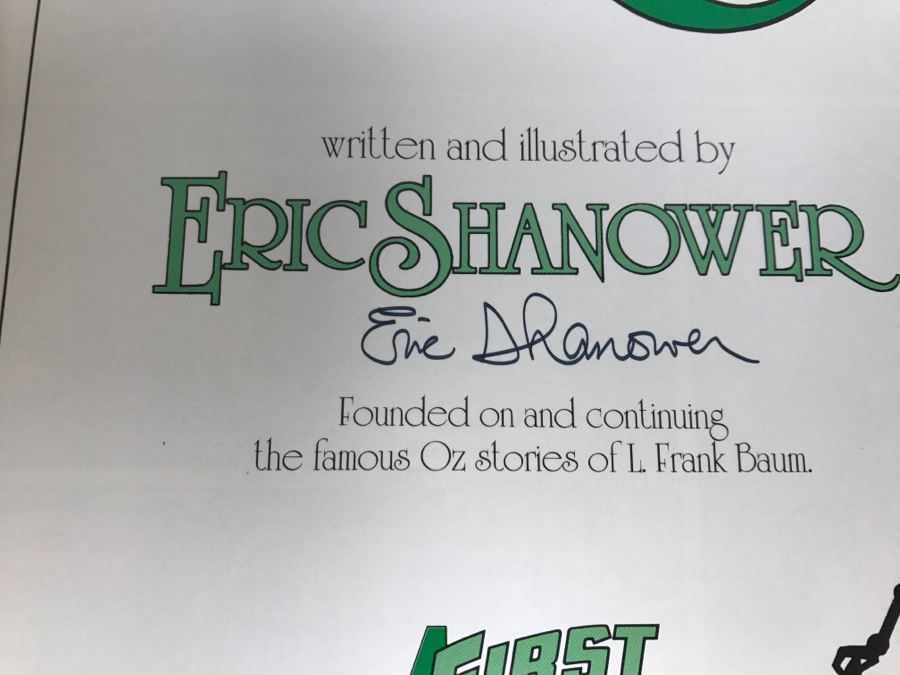 written and illustrated by
ERIC SHANOWER
Eric Shanower
Founded on and continuing
the famous Oz stories of L. Frank Baum.
FIRST